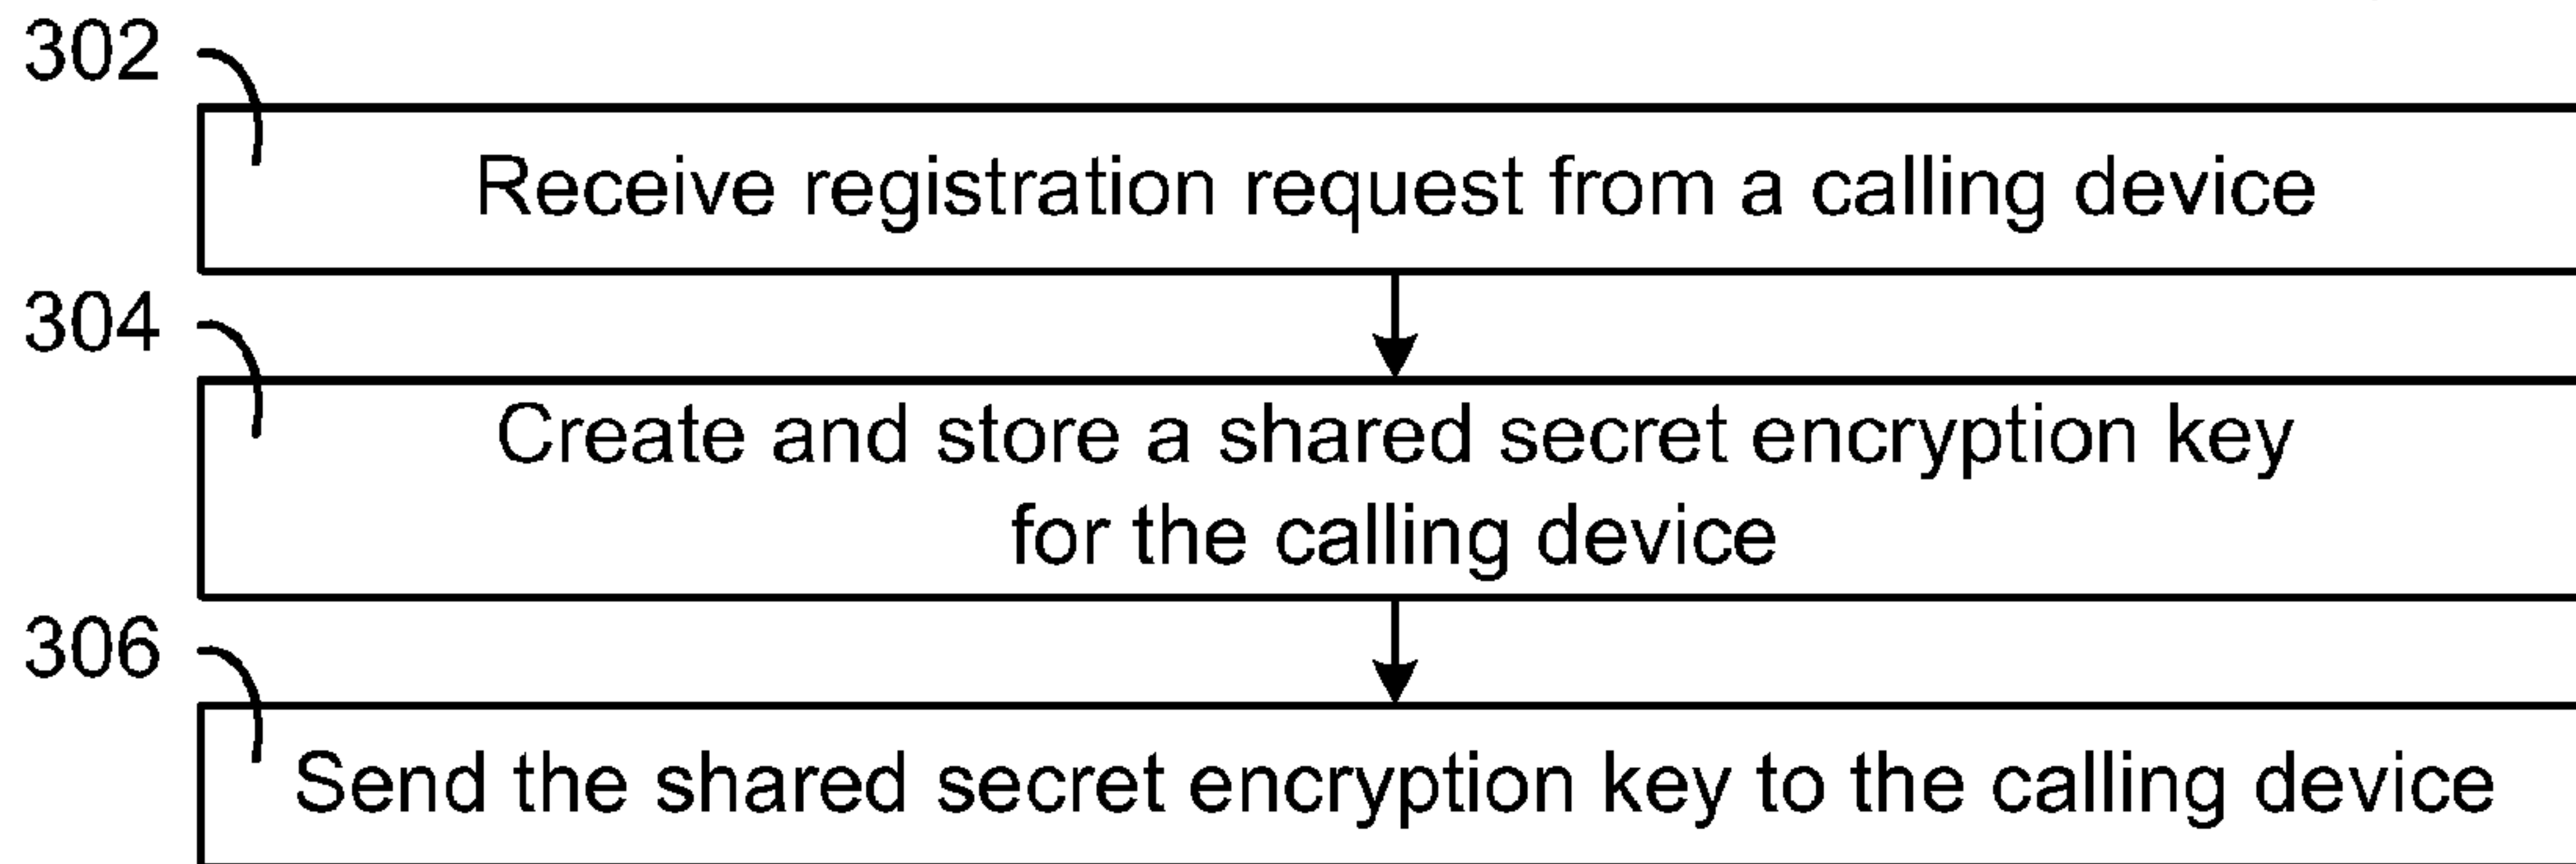 302
Receive registration request from a calling device
304
Create and store a shared secret encryption key
for the calling device
306
Send the shared secret encryption key to the calling device